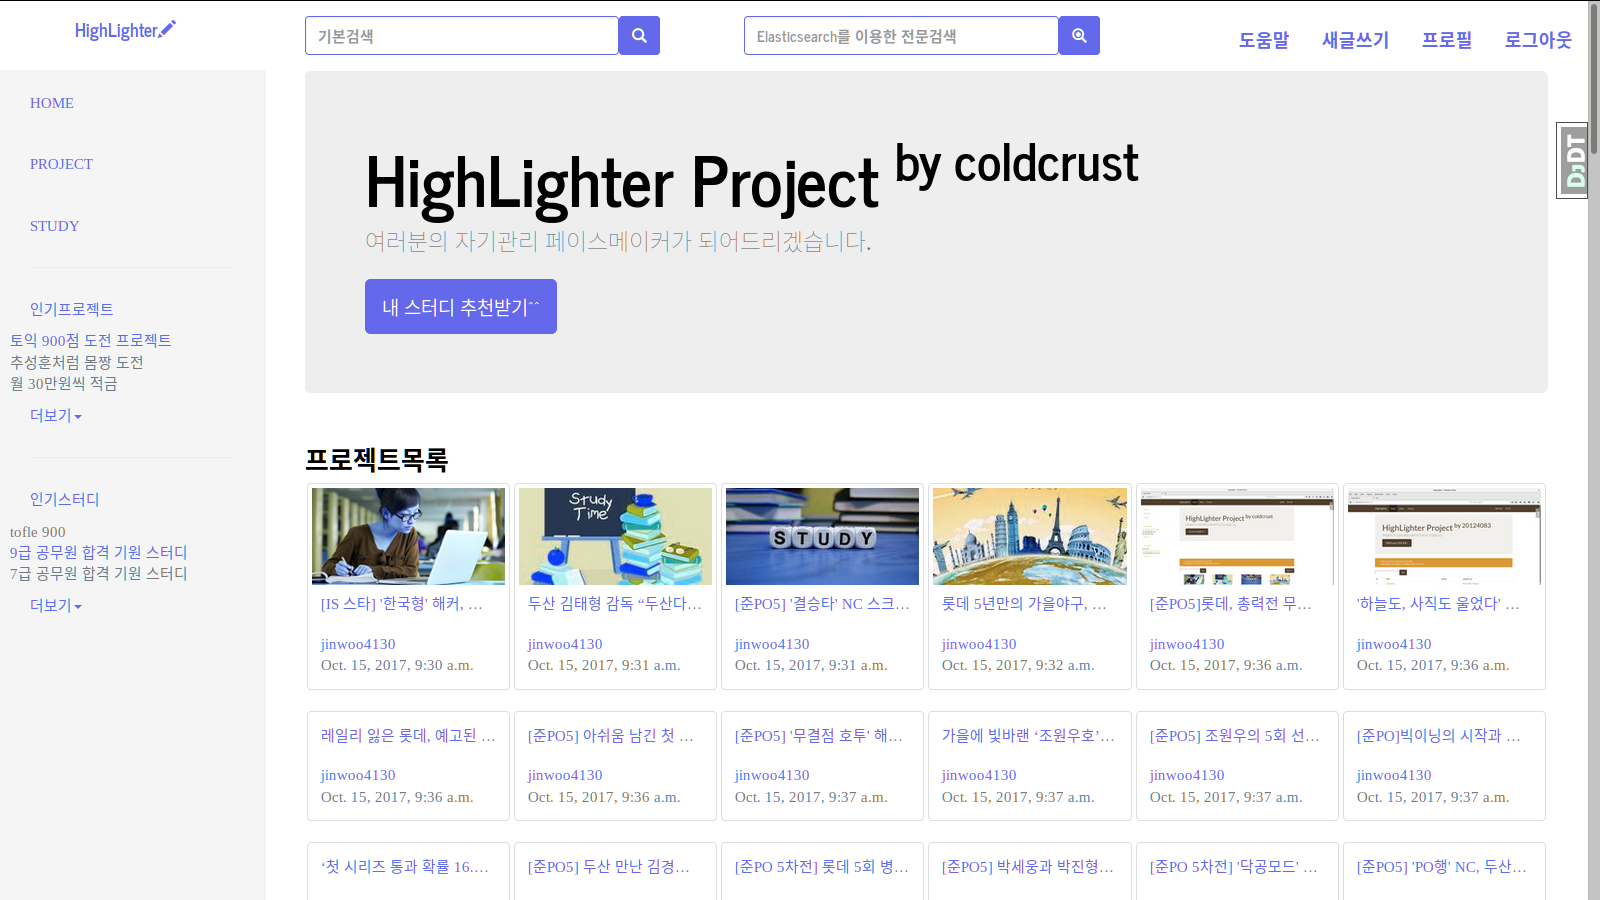 HighLighter
기본검색
Elasticsearch를 이용한 전문검색
도움말 새글쓰기 프로필 로그아웃
HOME
PROJECT
STUDY
인기프로젝트
토익 900점 도전 프로젝트
추성훈처럼 몸짱 도전
월 30만원씩 적금
더보기
인기스터디
tofle 900
9급 공무원 합격 기원 스터디
7급 공무원 합격 기원 스터디
더보기
HighLighter Project by coldcrust
여러분의 자기관리 페이스메이커가 되어드리겠습니다.
내 스터디 추천받기^^
DJDT
프로젝트목록
Study Time
STUDY
HighLighter Project by coldcrust
HighLighter Project by 20124083
[IS 스타] '한국형' 해커, ...
jinwoo4130
Oct. 15, 2017, 9:30 a.m.
두산 김태형 감독 “두산다...
jinwoo4130
Oct. 15, 2017, 9:31 a.m.
[준PO5] '결승타' NC 스크...
jinwoo4130
Oct. 15, 2017, 9:31 a.m.
롯데 5년만의 가을야구, ...
jinwoo4130
Oct. 15, 2017, 9:32 a.m.
[준PO5]롯데, 총력전 무...
jinwoo4130
Oct. 15, 2017, 9:36 a.m.
'하늘도, 사직도 울었다' ...
jinwoo4130
Oct. 15, 2017, 9:36 a.m.
레일리 잃은 롯데, 예고된 ...
jinwoo4130
Oct. 15, 2017, 9:36 a.m.
[준PO5] 아쉬움 남긴 첫 ...
jinwoo4130
Oct. 15, 2017, 9:36 a.m.
[준PO5] '무결점 호투' 해...
jinwoo4130
Oct. 15, 2017, 9:37 a.m.
가을에 빛바랜 ‘조원우호’...
jinwoo4130
Oct. 15, 2017, 9:37 a.m.
[준PO5] 조원우의 5회 선...
jinwoo4130
Oct. 15, 2017, 9:37 a.m.
[준PO]빅이닝의 시작과 ...
jinwoo4130
Oct. 15, 2017, 9:37 a.m.
‘첫 시리즈 통과 확률 16....
[준PO5] 두산 만난 김경...
[준PO 5차전] 롯데 5회 병...
[준PO5] 박세웅과 박진형...
[준PO 5차전] '닥공모드' ...
[준PO5] 'PO행' NC, 두산...